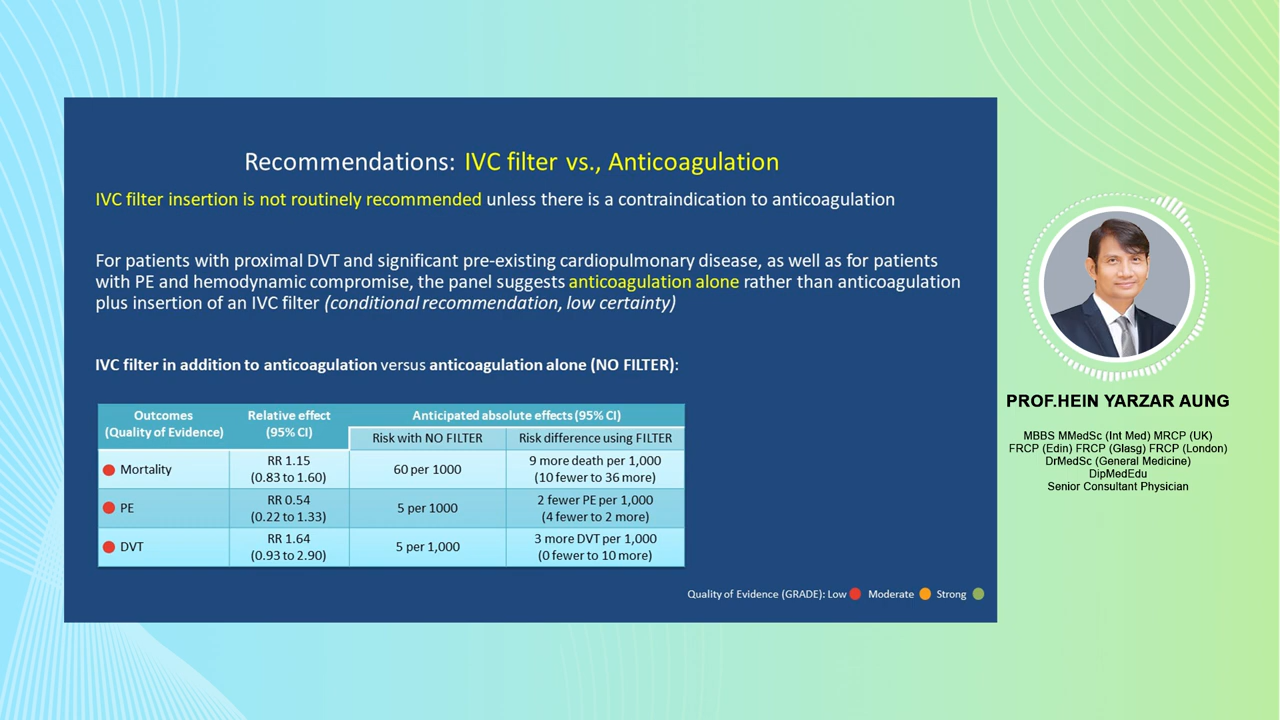 Recommendations: IVC filter vs., Anticoagulation
IVC filter insertion is not routinely recommended unless there is a contraindication to anticoagulation
For patients with proximal DVT and significant pre-existing cardiopulmonary disease, as well as for patients
with PE and hemodynamic compromise, the panel suggests anticoagulation alone rather than anticoagulation
plus insertion of an IVC filter (conditional recommendation, low certainty)
IVC filter in addition to anticoagulation versus anticoagulation alone (NO FILTER):
Outcomes
(Quality of Evidence)
Relative effect
(95% CI)
Anticipated absolute effects (95% CI)
Risk with NO FILTER
Risk difference using FILTER
Mortality
RR 1.15
(0.83 to 1.60)
60 per 1000
9 more death per 1,000
(10 fewer to 36 more)
PE
RR 0.54
(0.22 to 1.33)
5 per 1000
2 fewer PE per 1,000
(4 fewer to 2 more)
DVT
RR 1.64
(0.93 to 2.90)
5 per 1,000
3 more DVT per 1,000
(0 fewer to 10 more)
Quality of Evidence (GRADE): Low Moderate Strong
PROF.HEIN YARZAR AUNG
MBBS MMedSc (Int Med) MRCP (UK)
FRCP (Edin) FRCP (Glasg) FRCP (London)
DrMedSc (General Medicine)
DipMedEdu
Senior Consultant Physician